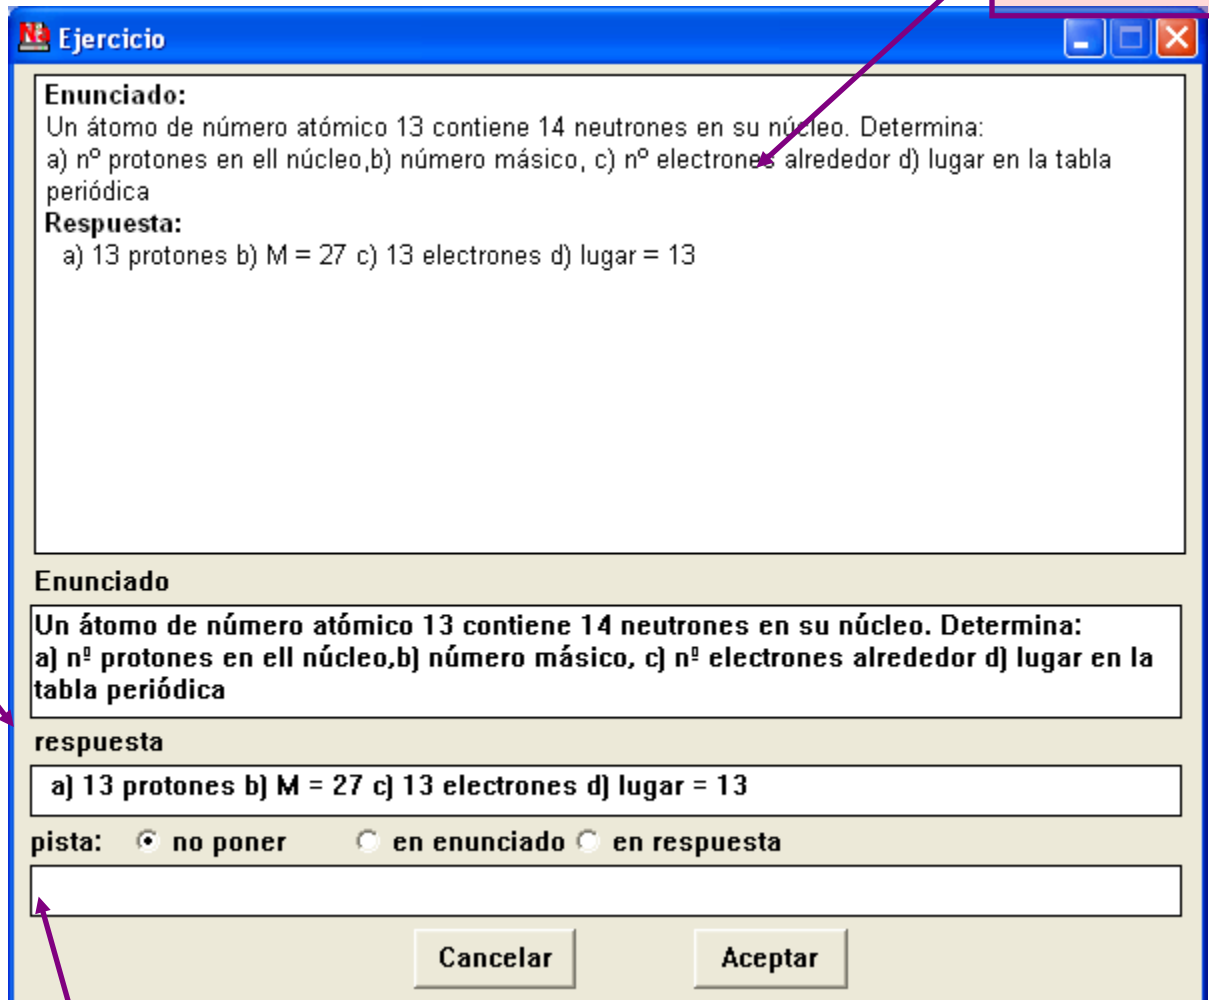 Ejercicio
Enunciado:
Un átomo de número atómico 13 contiene 14 neutrones en su núcleo. Determina:
a) nº protones en ell núcleo,b) número másico, c) nº electrones alrededor d) lugar en la tabla
periódica
Respuesta:
a) 13 protones b) M = 27 c) 13 electrones d) lugar = 13
Enunciado
Un átomo de número atómico 13 contiene 14 neutrones en su núcleo. Determina:
a) nº protones en ell núcleo,b) número másico, c) nº electrones alrededor d) lugar en la
tabla periódica
respuesta
a) 13 protones b) M = 27 c) 13 electrones d) lugar = 13
pista: no poner en enunciado en respuesta
Cancelar Aceptar